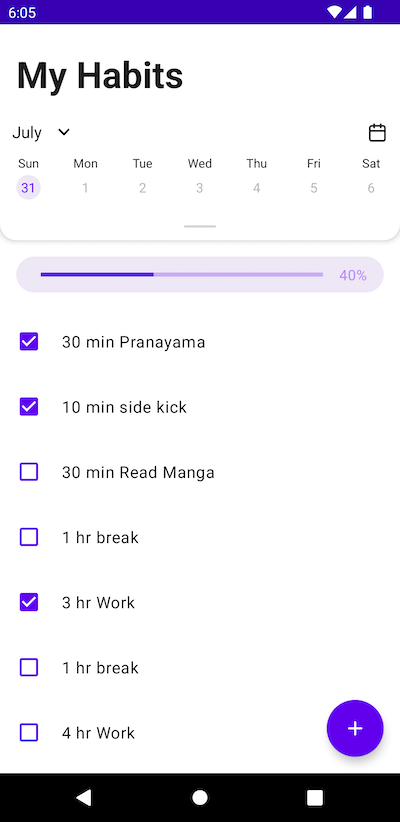 6:05
My Habits
July
Sun Mon Tue Wed Thu Fri Sat
31 1 2 3 4 5 6
40%
30 min Pranayama
10 min side kick
30 min Read Manga
1 hr break
3 hr Work
1 hr break
4 hr Work